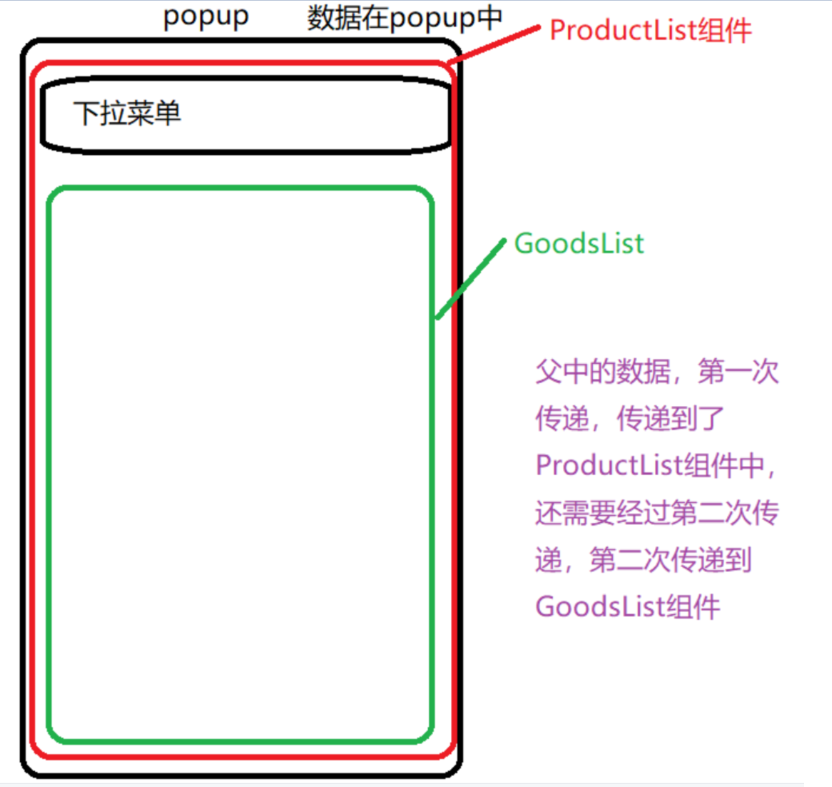 popup
数据在popup中
ProductList组件
下拉菜单
GoodsList
父中的数据，第一次
传递，传递到了
ProductList组件中，
还需要经过第二次传
递，第二次传递到
GoodsList组件